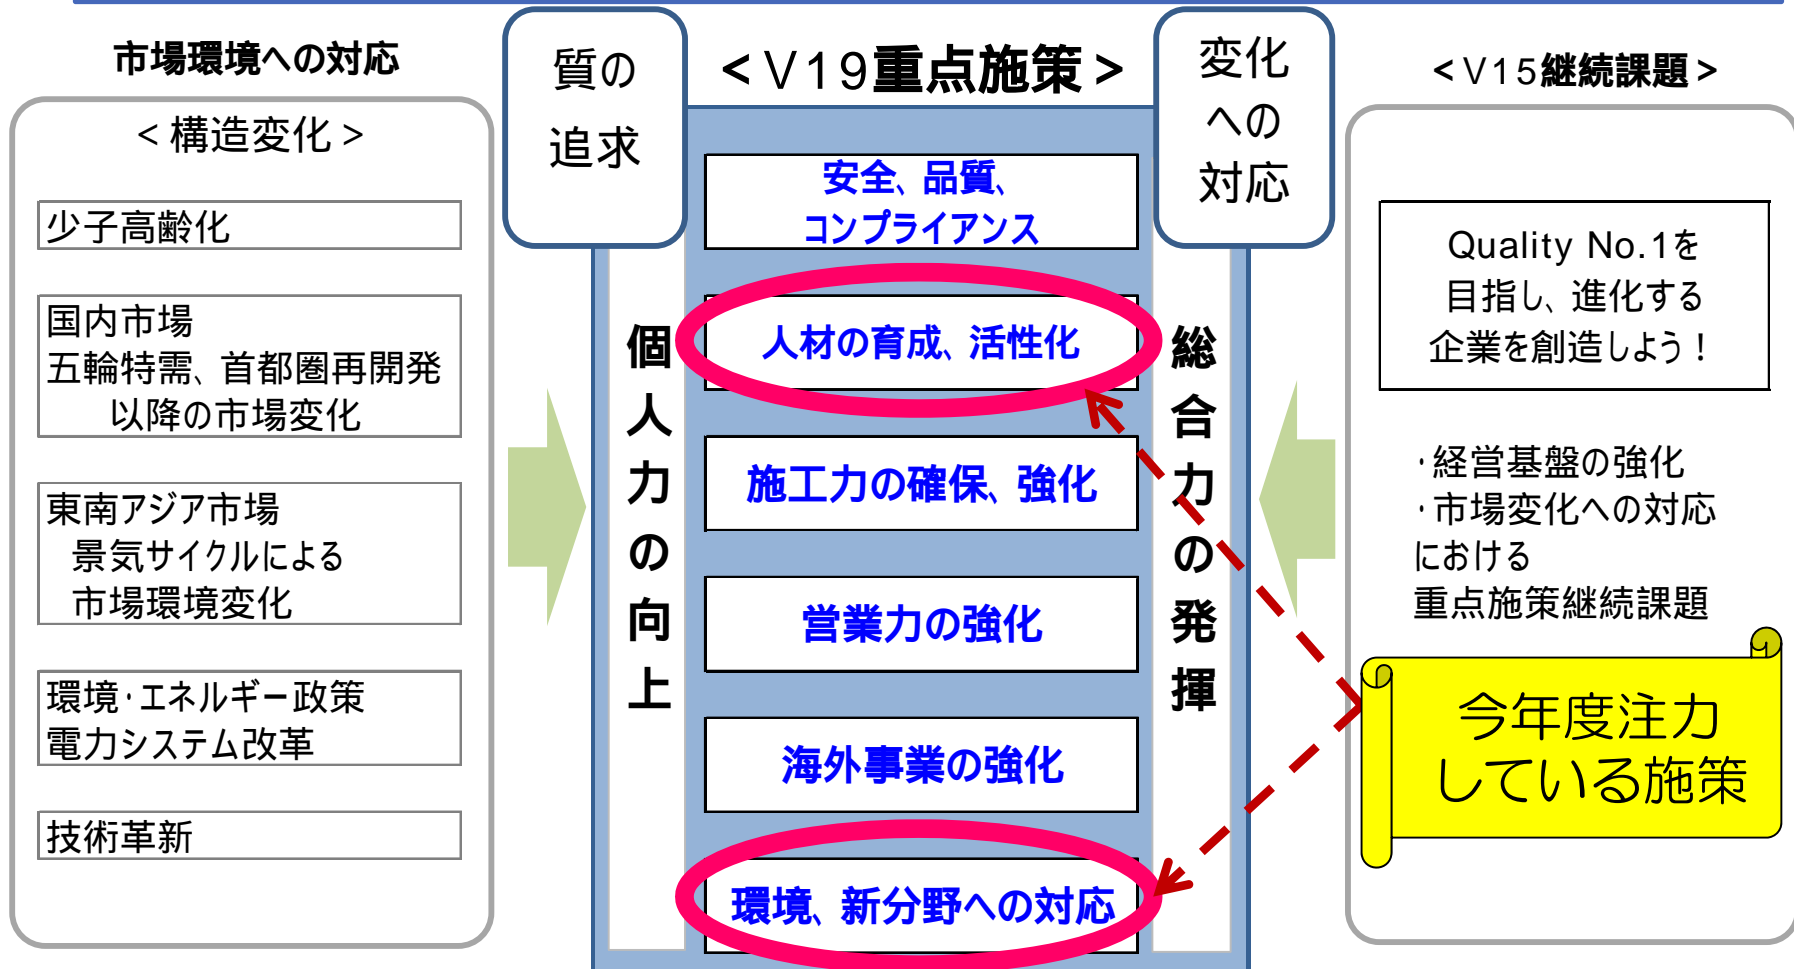 市場環境への対応
<構造変化>
少子高齢化
国内市場
五輪特需、首都圏再開発
以降の市場変化
東南アジア市場
景気サイクルによる
市場環境変化
環境・エネルギー政策
電力システム改革
技術革新
質の
追求
<V19重点施策>
変化
への
対応
個人力の向上
安全、品質、
コンプライアンス
人材の育成、活性化
施工力の確保、強化
営業力の強化
海外事業の強化
環境、新分野への対応
総合力の発揮
<V15継続課題>
Quality No.1を
目指し、進化する
企業を創造しよう！
・経営基盤の強化
・市場変化への対応
における
重点施策継続課題
今年度注力
している施策